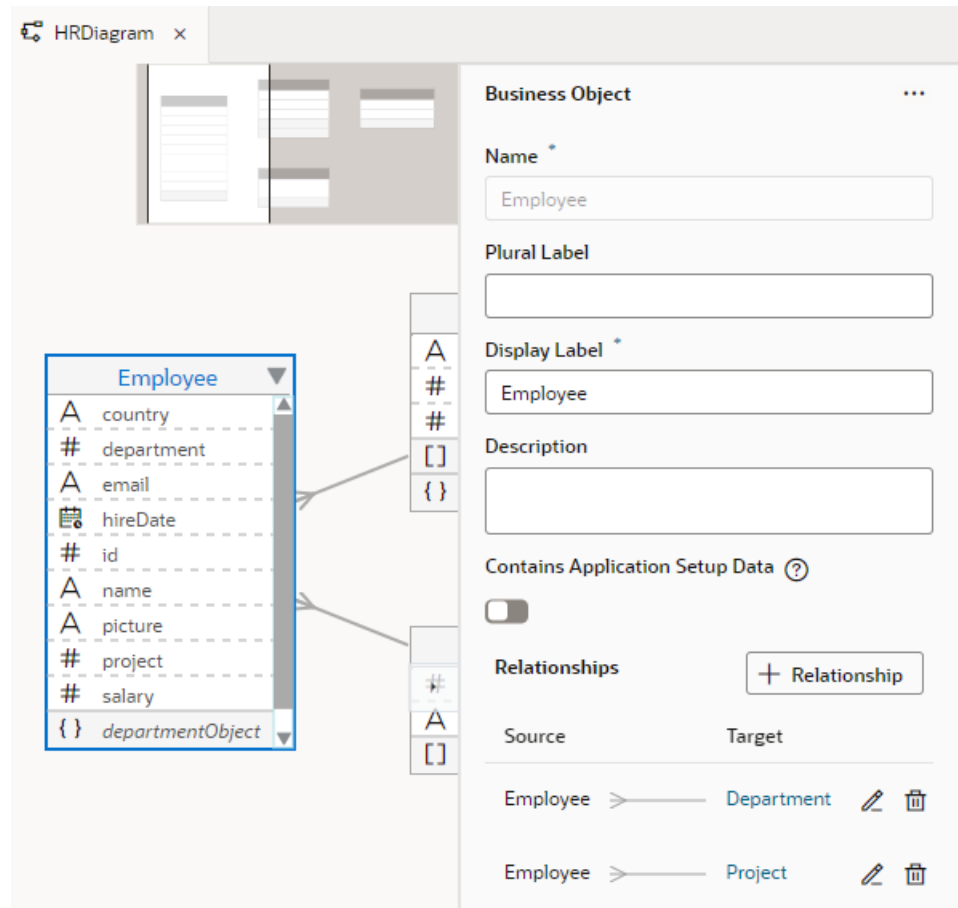 HRDiagram ×
Employee
A country
# department
A email
hireDate
# id
A name
A picture
# project
# salary
{ } departmentObject
A
#
#
[ ]
{ }
#
A
[ ]
Business Object ...
Name *
Employee
Plural Label
Display Label *
Employee
Description
Contains Application Setup Data ?
Relationships
+ Relationship
Source Target
Employee Department
Employee Project